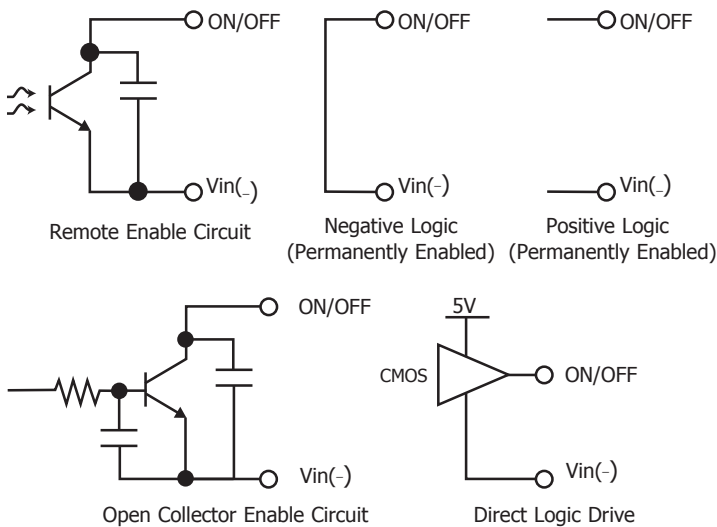 ON/OFF
Vin(-)
Remote Enable Circuit
ON/OFF
Vin(-)
Negative Logic
(Permanently Enabled)
ON/OFF
Vin(-)
Positive Logic
(Permanently Enabled)
ON/OFF
Vin(-)
Open Collector Enable Circuit
5V
CMOS
ON/OFF
Vin(-)
Direct Logic Drive